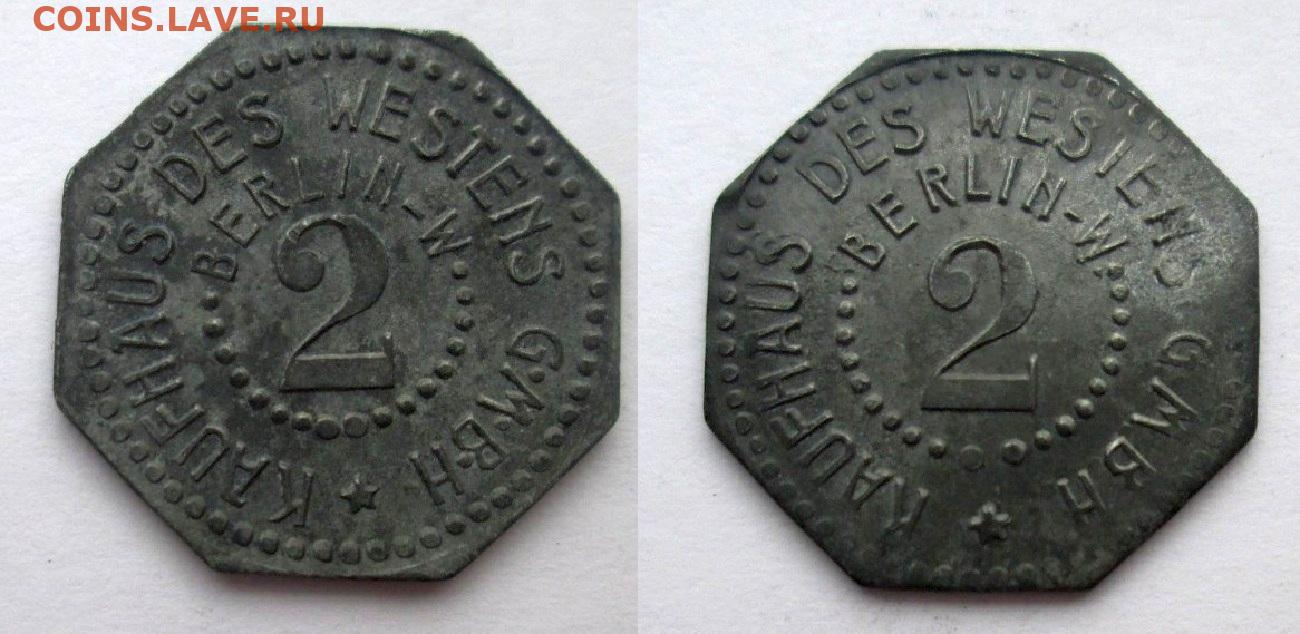 COINS.LAVE.RU
KAUFHAUS DES WESTENS G.M.B.H
BERLIN-W.
2
KAUFHAUS DES WESTENS G.M.B.H
BERLIN-W.
2